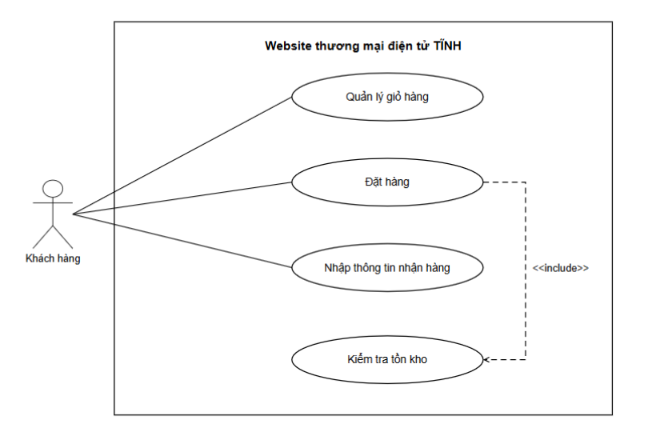 Website thương mại điện tử TĨNH
Quản lý giỏ hàng
Đặt hàng
Khách hàng
Nhập thông tin nhận hàng
<<include>>
Kiểm tra tồn kho